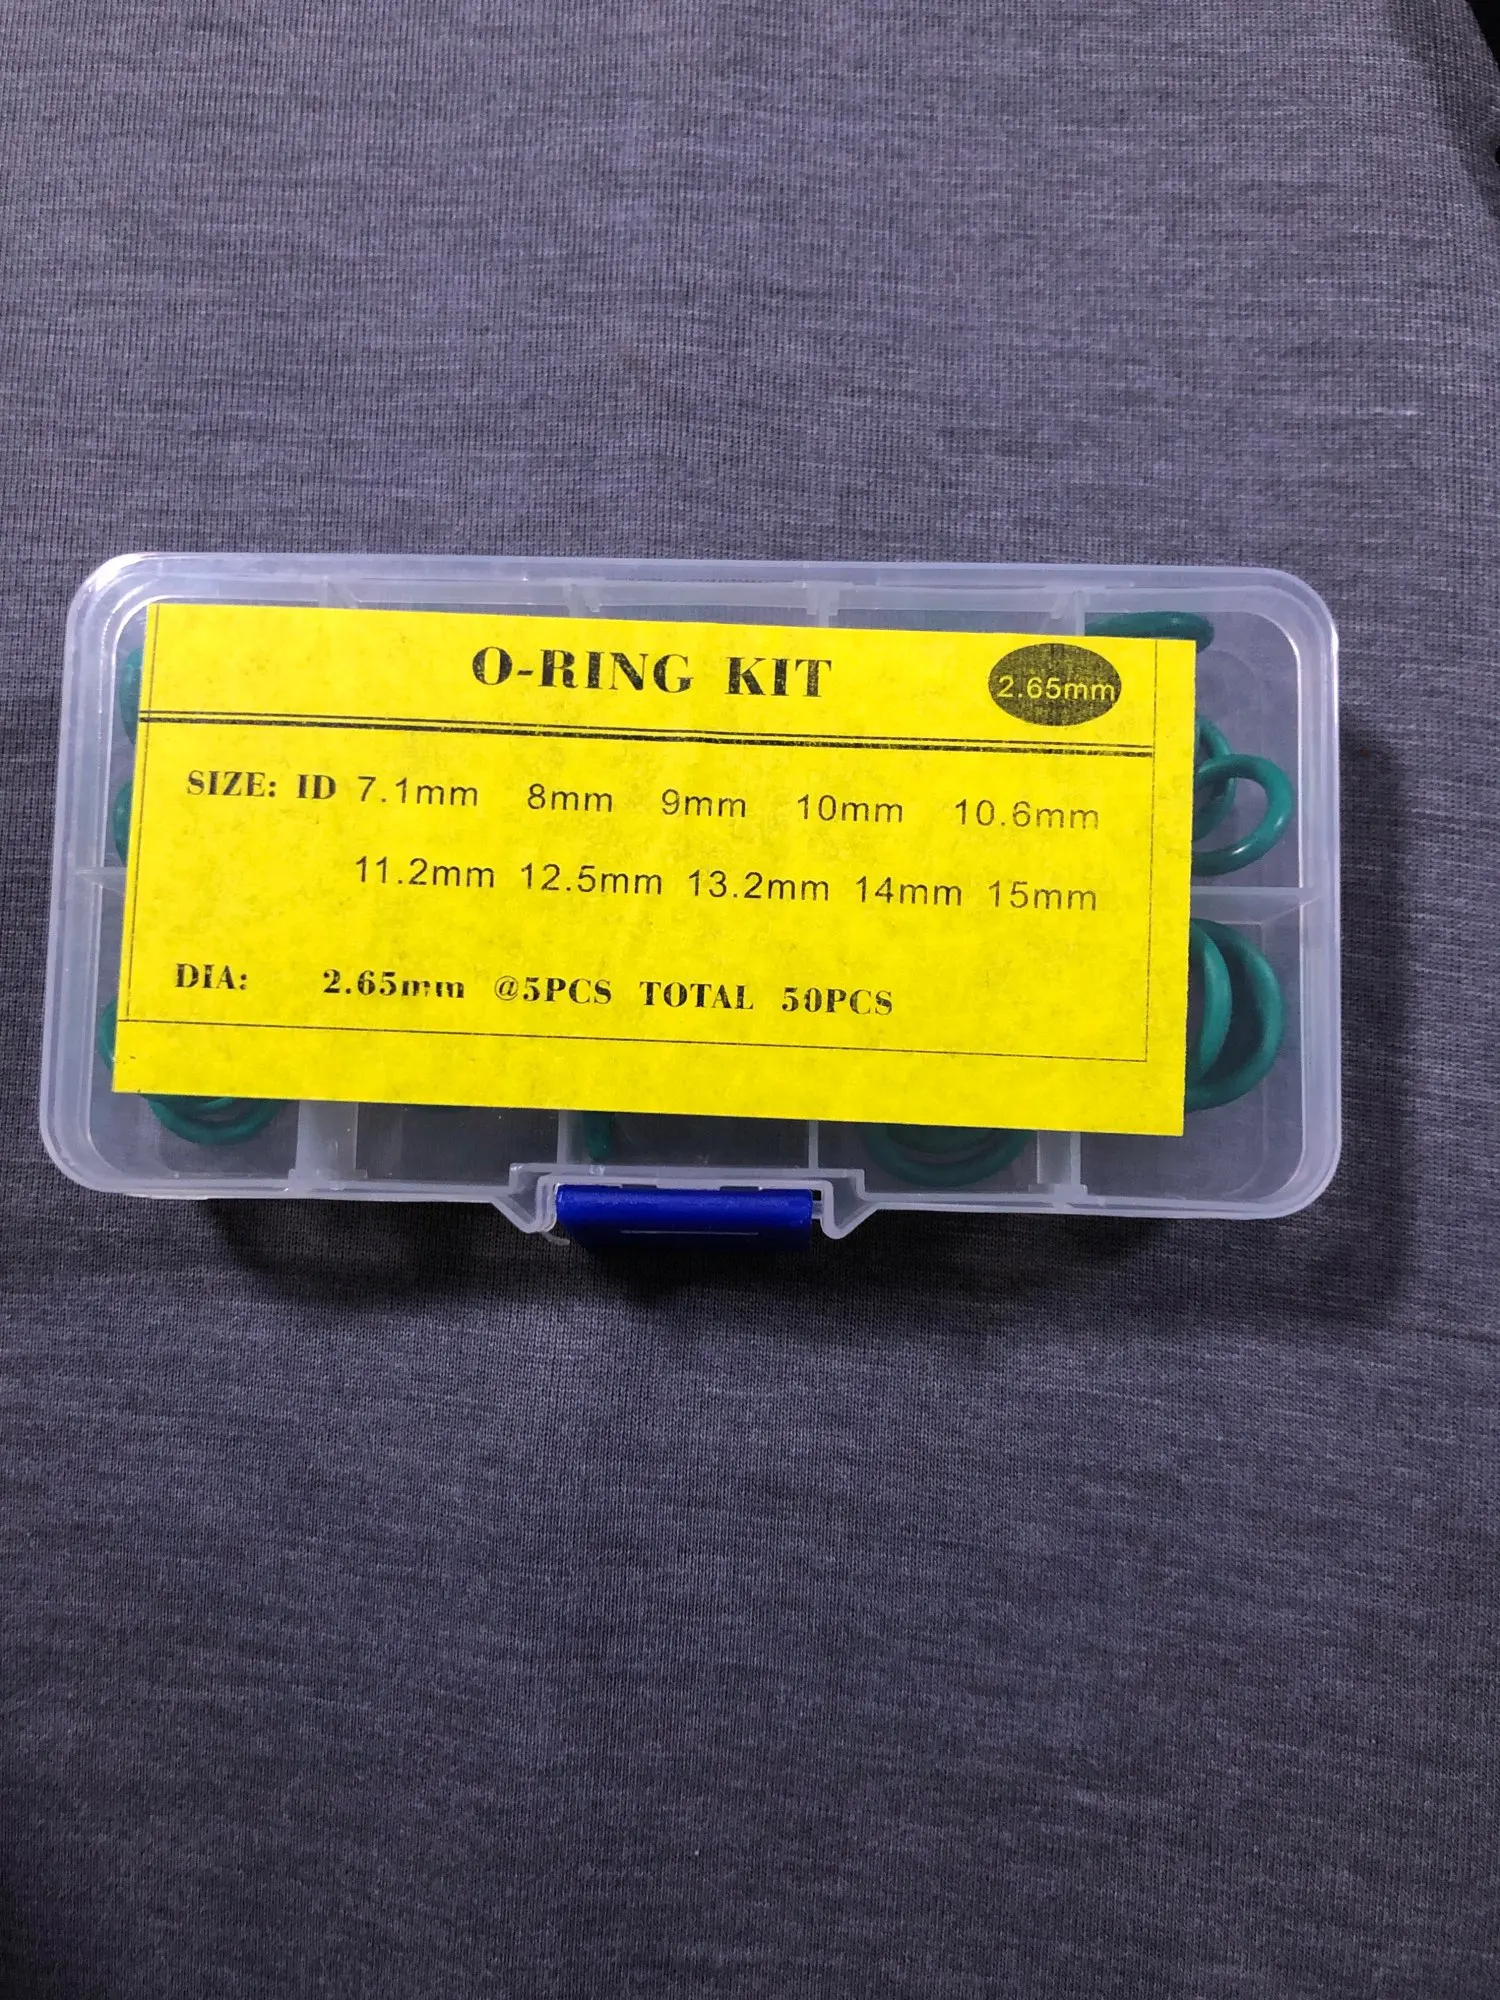 O-RING KIT 2.65mm
SIZE: ID 7.1mm 8mm 9mm 10mm 10.6mm
11.2mm 12.5mm 13.2mm 14mm 15mm
DIA: 2.65mm @5PCS TOTAL 50PCS